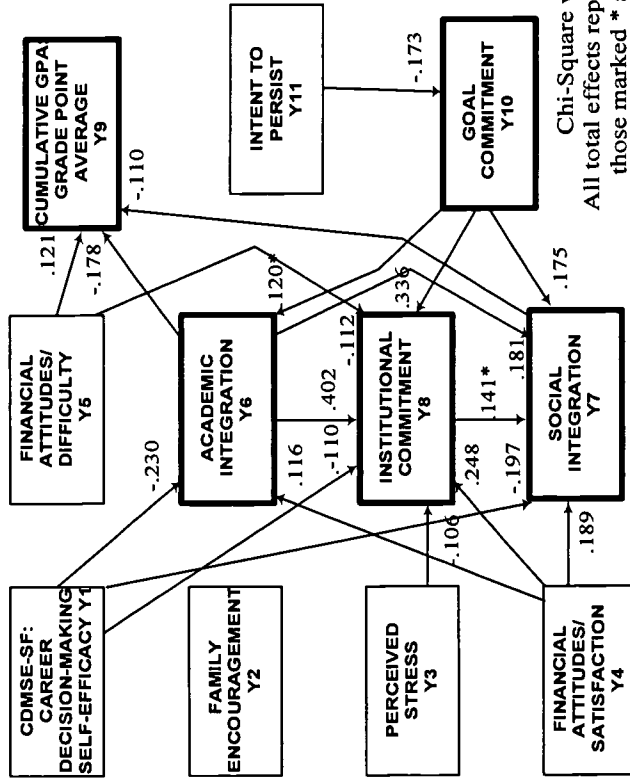 CDMSE-SF:
CAREER
DECISION-MAKING
SELF-EFFICACY Y1
FAMILY
ENCOURAGEMENT
Y2
PERCEIVED
STRESS
Y3
FINANCIAL
ATTITUDES/
SATISFACTION
Y4
FINANCIAL
ATTITUDES/
DIFFICULTY
Y5
ACADEMIC
INTEGRATION
Y6
INSTITUTIONAL
COMMITMENT
Y8
SOCIAL
INTEGRATION
Y7
CUMULATIVE GPA:
GRADE POINT
AVERAGE
Y9
INTENT TO
PERSIST
Y11
GOAL
COMMITMENT
Y10
-.230
.116
.-110
.402
-.106
.248
-.197
.189
.141*
.181
.175
-.112
.336
.120*
.121
-.178
-.110
-.173
Chi-Square
All total effects rep
those marked *